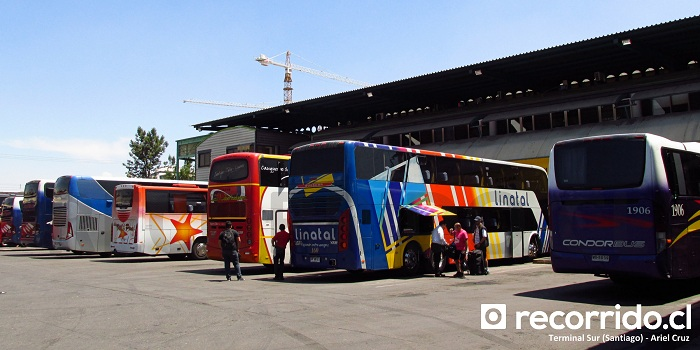 linatal
linatal
1906
1906
CONDORBUS
recorrido.cl
Terminal Sur (Santiago) - Ariel Cruz